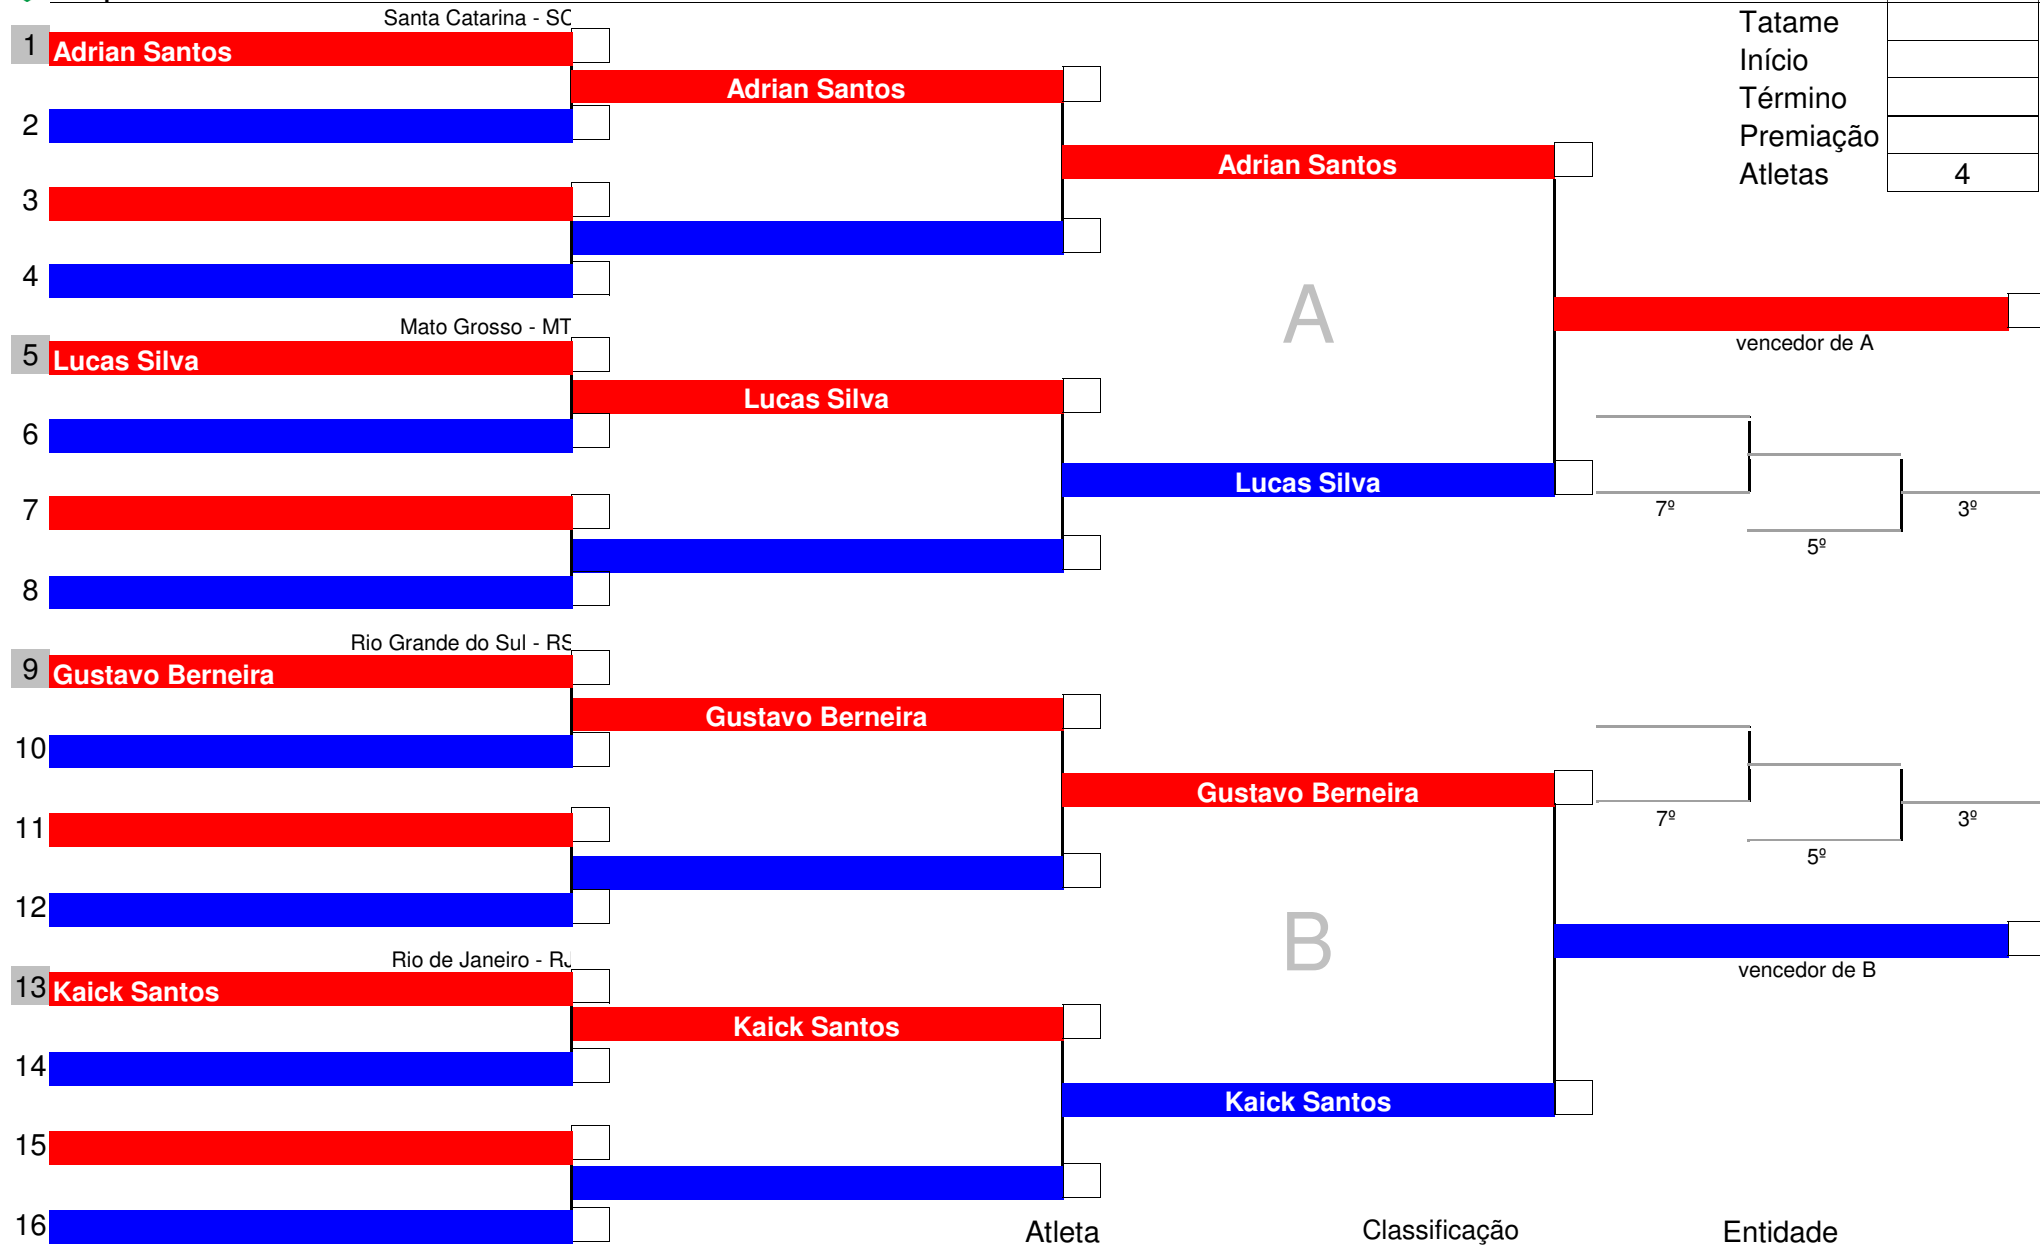 Santa Catarina - SC
1 Adrian Santos
Adrian Santos
2
Adrian Santos
3
4
Mato Grosso - MT
5 Lucas Silva
Lucas Silva
6
Lucas Silva
7
8
A
vencedor de A
7º
5º
3º
Rio Grande do Sul - RS
9 Gustavo Berneira
Gustavo Berneira
10
Gustavo Berneira
11
12
Rio de Janeiro - RJ
13 Kaick Santos
Kaick Santos
14
Kaick Santos
15
16
B
7º
5º
3º
vencedor de B
Tatame
Início
Término
Premiação
Atletas 4
Atleta Classificação Entidade